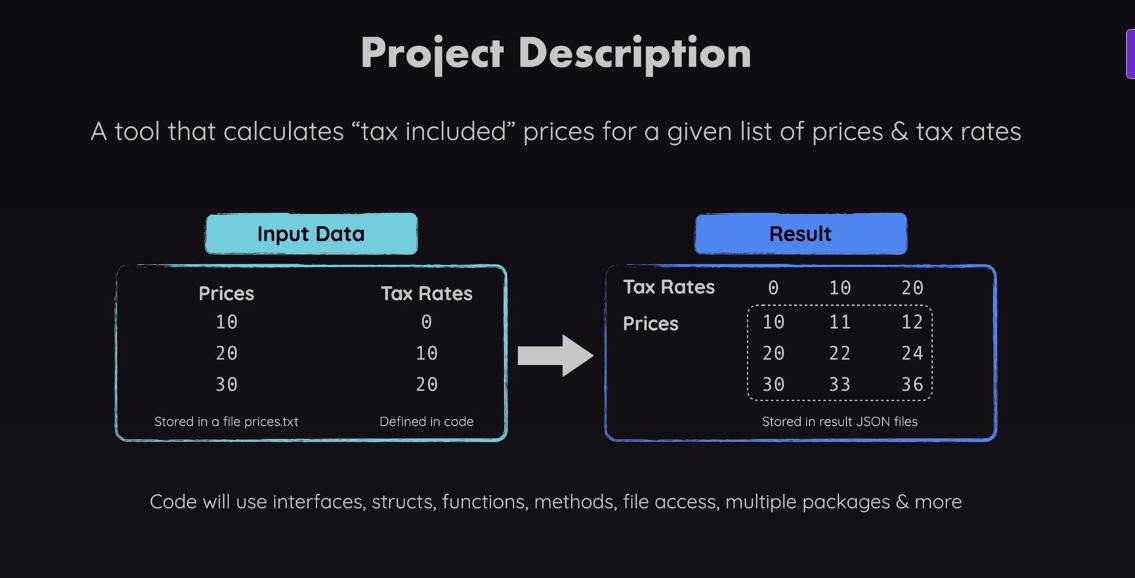 Project Description
A tool that calculates “tax included” prices for a given list of prices & tax rates
Input Data
Prices Tax Rates
10 0
20 10
30 20
Stored in a file prices.txt Defined in code
Result
Tax Rates 0 10 20
Prices 10 11 12
20 22 24
30 33 36
Stored in result JSON files
Code will use interfaces, structs, functions, methods, file access, multiple packages & more